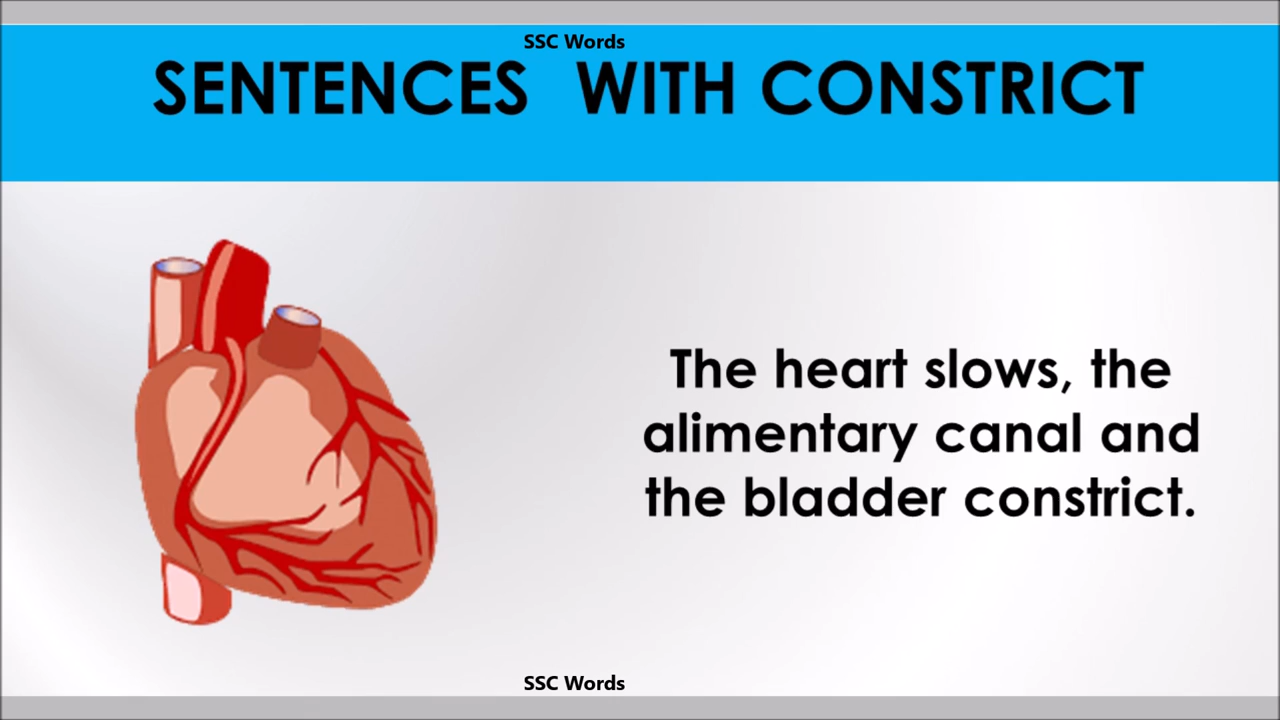 SSC Words
SENTENCES WITH CONSTRICT
The heart slows, the
alimentary canal and
the bladder constrict.
SSC Words